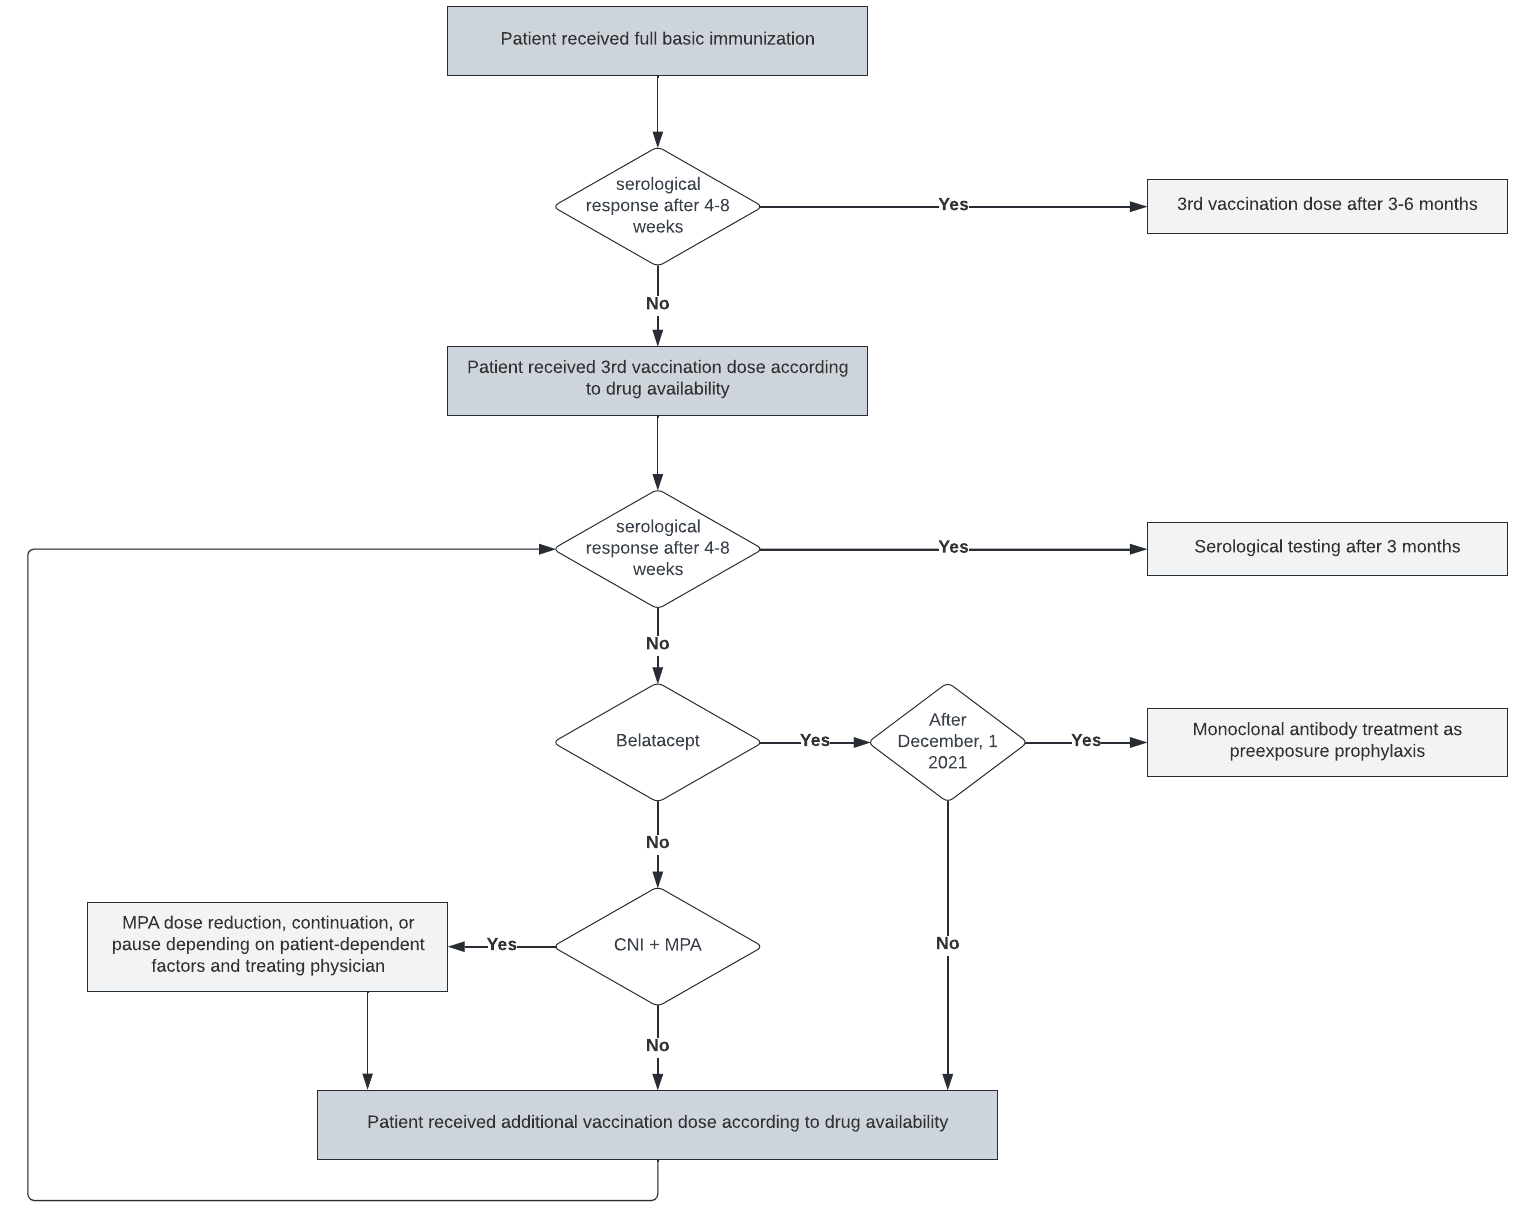 Patient received full basic immunization
serological
response after 4-8
weeks
Yes
3rd vaccination dose after 3-6 months
No
Patient received 3rd vaccination dose according
to drug availability
serological
response after 4-8
weeks
Yes
Serological testing after 3 months
No
Belatacept
Yes
After
December, 1
2021
Yes
Monoclonal antibody treatment as
preexposure prophylaxis
No
MPA dose reduction, continuation, or
pause depending on patient-dependent
factors and treating physician
Yes
CNI + MPA
No
No
Patient received additional vaccination dose according to drug availability